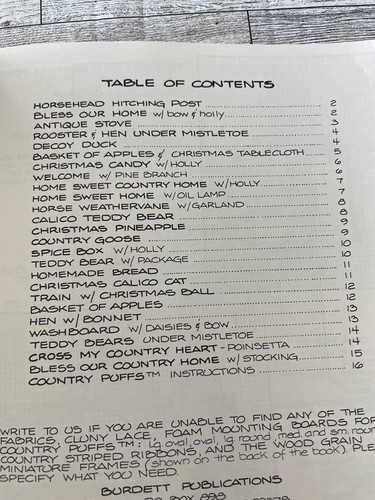 TABLE OF CONTENTS
HORSEHEAD HITCHING POST 2
BLESS OUR HOME w/ bow & holly 2
ANTIQUE STOVE 3
ROOSTER & HEN UNDER MISTLETOE 4
DECOY DUCK 4
BASKET OF APPLES & CHRISTMAS TABLECLOTH 5
CHRISTMAS CANDY W/HOLLY 6
WELCOME W/ PINE BRANCH 6
HOME SWEET COUNTRY HOME W/HOLLY 7
HOME SWEET HOME W/OIL LAMP 7
HORSE WEATHERVANE W/GARLAND 8
CALICO TEDDY BEAR 8
CHRISTMAS PINEAPPLE 9
COUNTRY GOOSE 9
SPICE BOX W/HOLLY 10
TEDDY BEAR W/ PACKAGE 10
HOMEMADE BREAD 11
CHRISTMAS CALICO CAT 11
TRAIN W/ CHRISTMAS BALL 12
BASKET OF APPLES 12
HEN W/ BONNET 13
WASHBOARD W/ DAISIES & BOW 13
TEDDY BEARS UNDER MISTLETOE 14
CROSS MY COUNTRY HEART - POINSETTA 14
BLESS OUR COUNTRY HOME W/ STOCKING 15
COUNTRY PUFFS™ INSTRUCTIONS 16
WRITE TO US IF YOU ARE UNABLE TO FIND ANY OF THE
FABRICS, CLUNY LACE, FOAM MOUNTING BOARDS FOR
COUNTRY PUFFS™: lg. oval, oval, lg. round, med. and sm. round
COUNTRY STRIPED RIBBONS, AND THE WOOD GRAIN
MINIATURE FRAMES (shown on the back of the book). PLE
SPECIFY WHAT YOU NEED.
BURDETT PUBLICATIONS